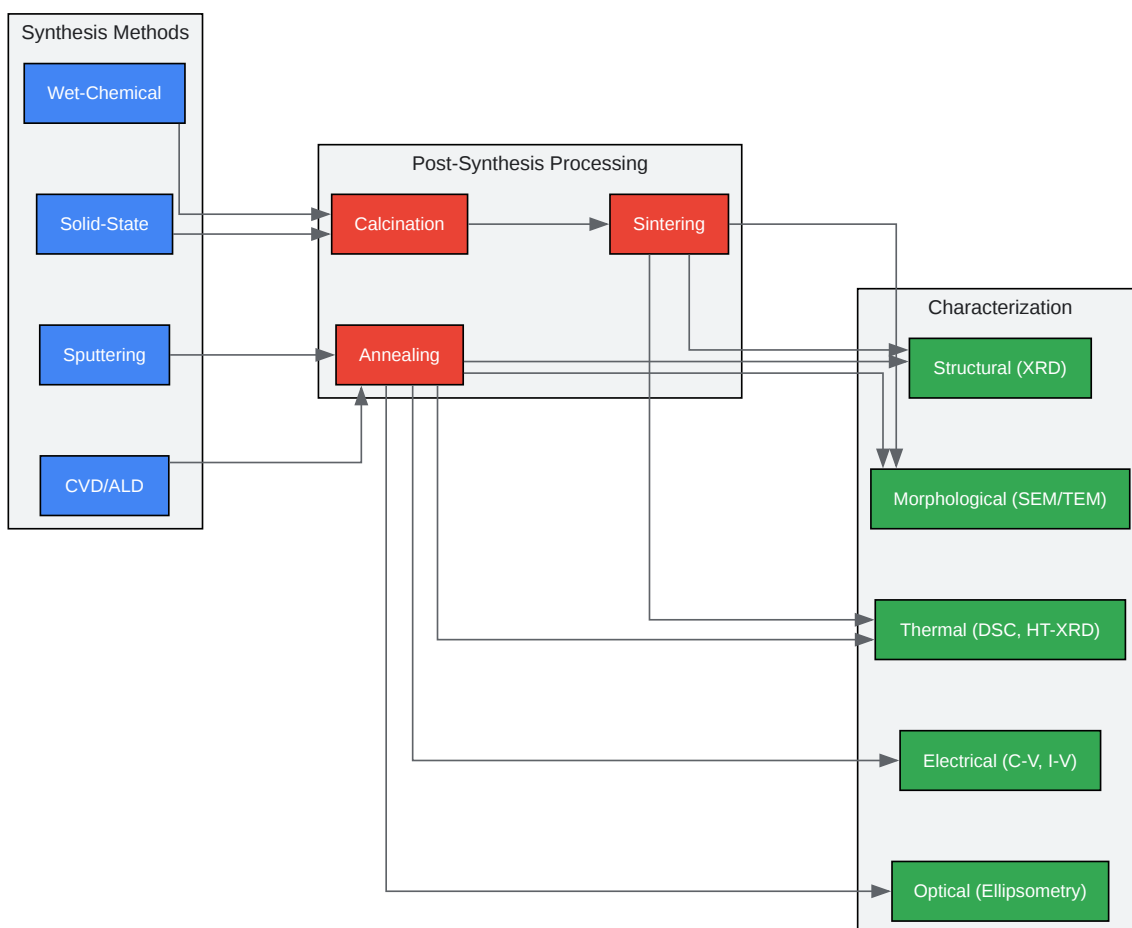 Synthesis Methods
Wet-Chemical
Solid-State
Sputtering
CVD/ALD
Post-Synthesis Processing
Calcination
Sintering
Annealing
Characterization
Structural (XRD)
Morphological (SEM/TEM)
Thermal (DSC, HT-XRD)
Electrical (C-V, I-V)
Optical (Ellipsometry)